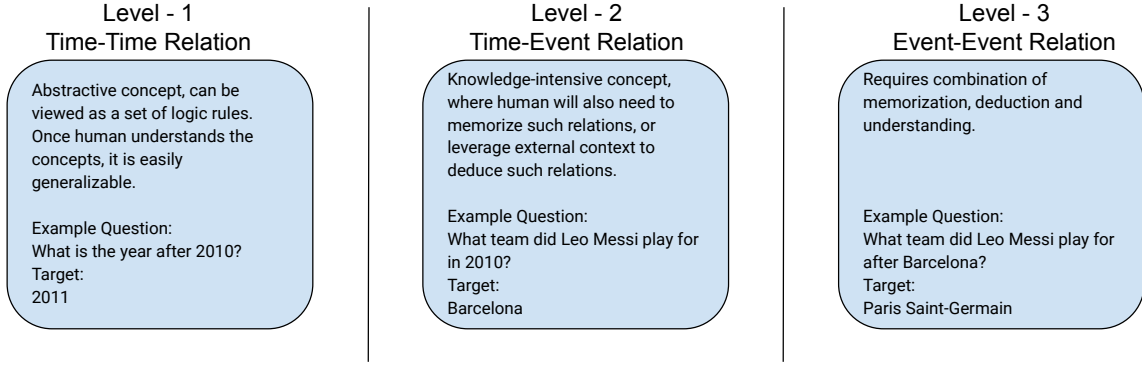 Level - 1
Time-Time Relation
Abstractive concept, can be
viewed as a set of logic rules.
Once human understands the
concepts, it is easily
generalizable.
Example Question:
What is the year after 2010?
Target:
2011
Level - 2
Time-Event Relation
Knowledge-intensive concept,
where human will also need to
memorize such relations, or
leverage external context to
deduce such relations.
Example Question:
What team did Leo Messi play for
in 2010?
Target:
Barcelona
Level - 3
Event-Event Relation
Requires combination of
memorization, deduction and
understanding.
Example Question:
What team did Leo Messi play for
after Barcelona?
Target:
Paris Saint-Germain